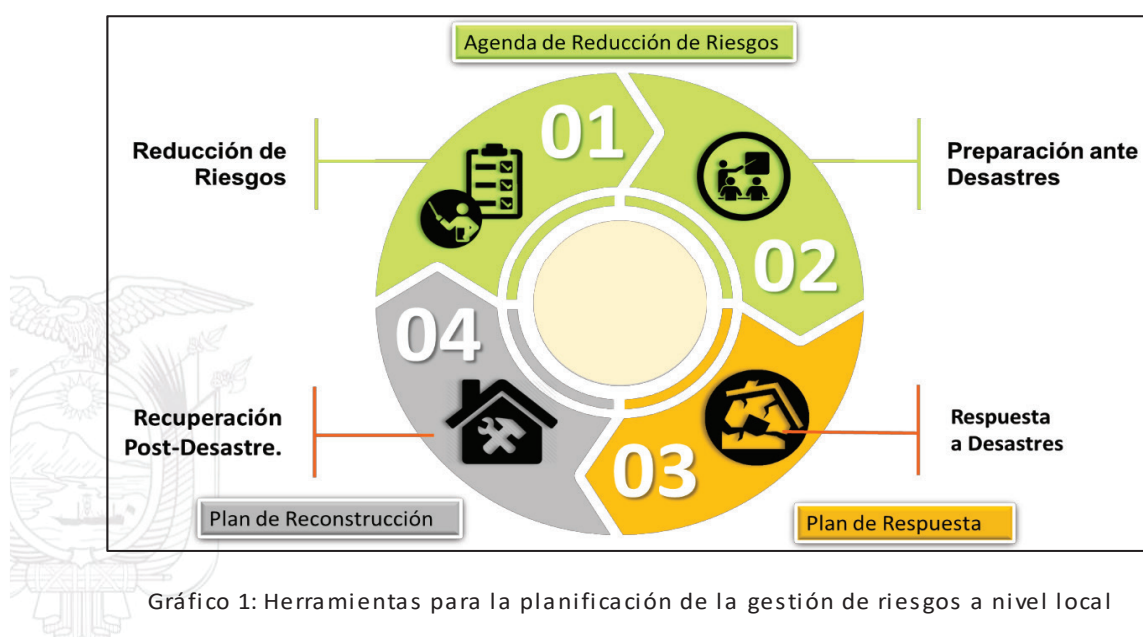 Agenda de Reducción de Riesgos
01
Reducción de
Riesgos
Preparación ante
Desastres
02
04
Recuperación
Post-Desastre.
Respuesta
a Desastres
03
Plan de Reconstrucción
Plan de Respuesta
Gráfico 1: Herramientas para la planificación de la gestión de riesgos a nivel local